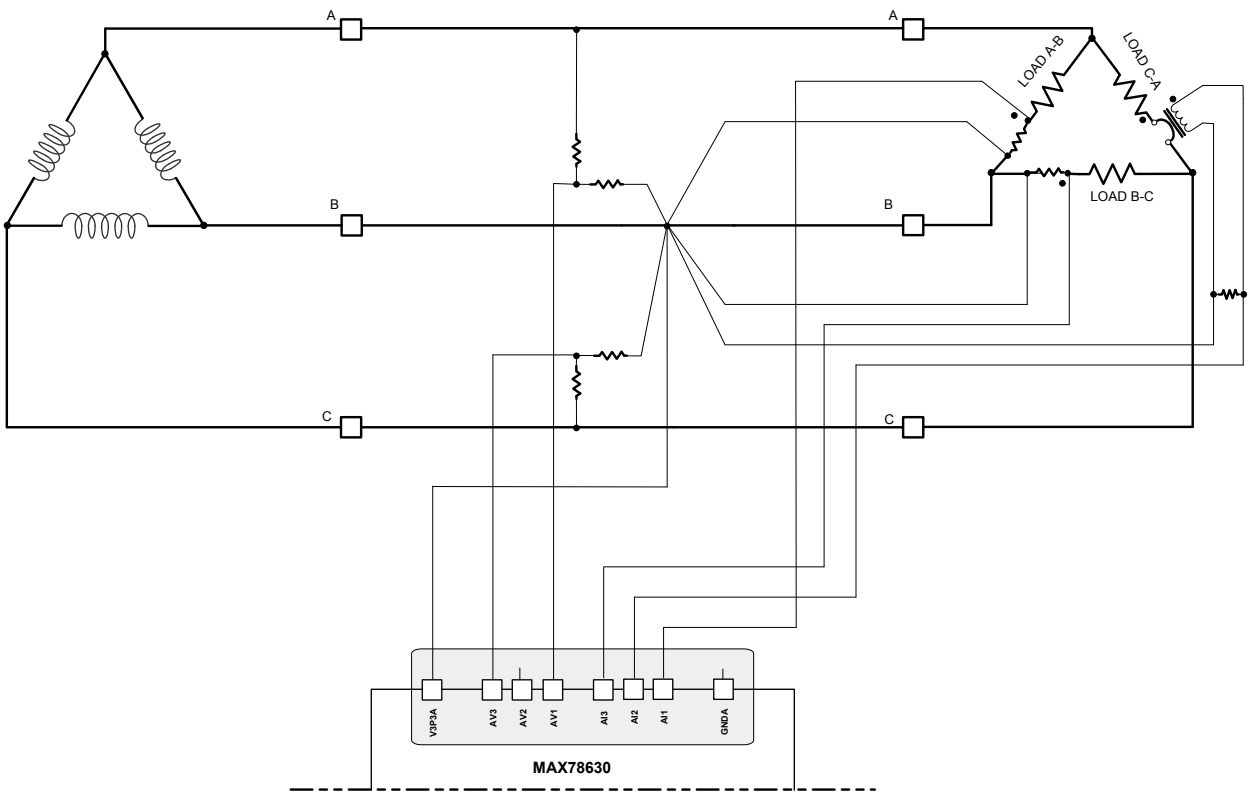 A
A
LOAD A-B
LOAD C-A
B
B
LOAD B-C
C
C
V3P3A
AV3
AV2
AV1
AI3
AI2
AI1
GNDA
MAX78630